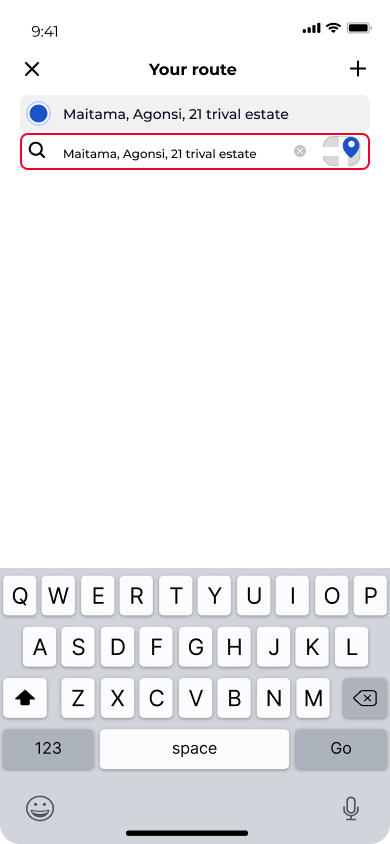 9:41
Your route
Maitama, Agonsi, 21 trival estate
Maitama, Agonsi, 21 trival estate
Q W E R T Y U I O P
A S D F G H J K L
Z X C V B N M
123 space Go